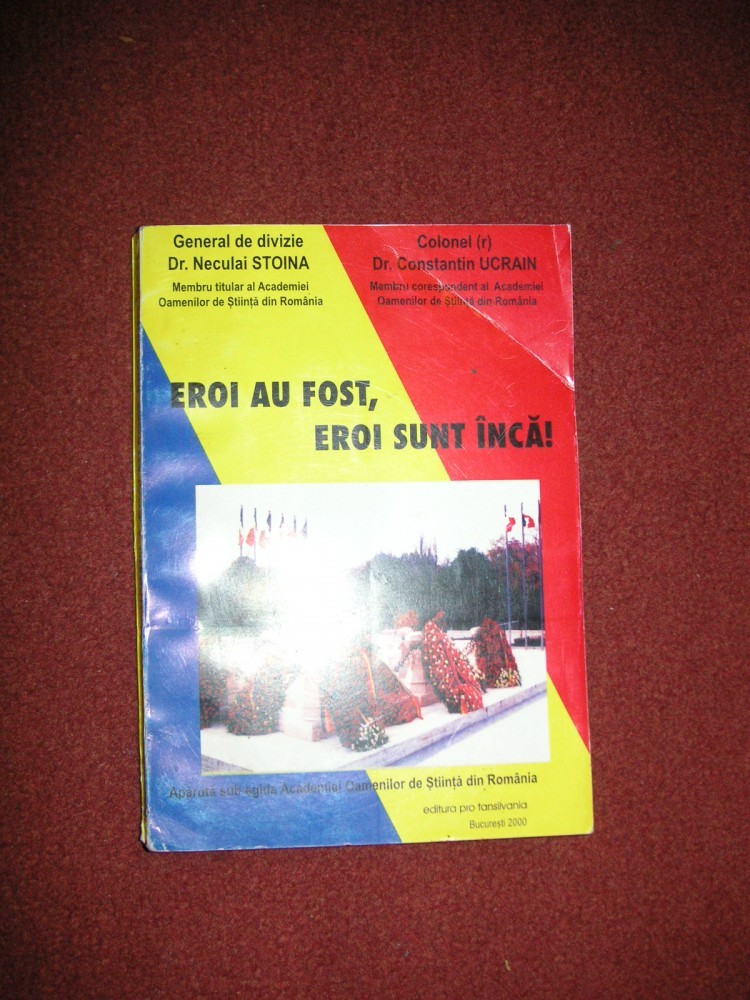 General de divizie
Dr. Neculai STOINA
Membru titular al Academiei
Oamenilor de Știință din România
Colonel (r)
Dr. Constantin UCRAIN
Membru corespondent al Academiei
Oamenilor de Știință din România
EROI AU FOST,
EROI SUNT ÎNCĂ!
Apărută sub egida Academiei Oamenilor de Știință din România
editura pro tansilvania
București 2000